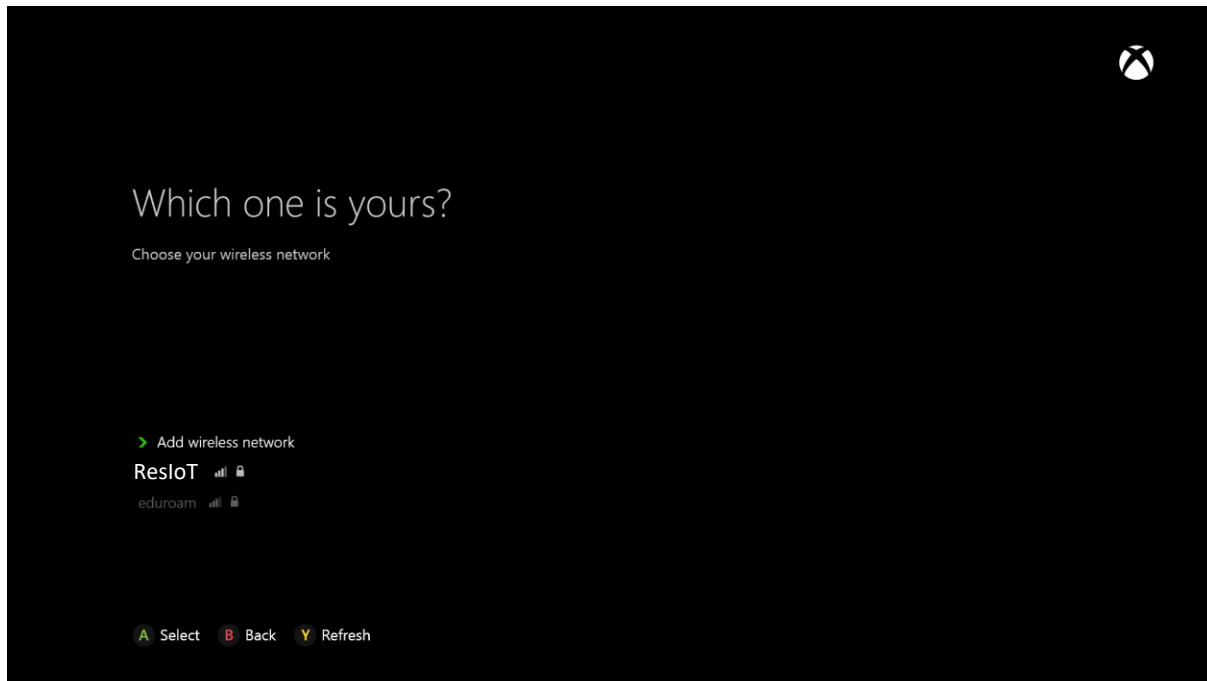 Which one is yours?
Choose your wireless network
Add wireless network
ResIoT
eduroam
A Select B Back Y Refresh